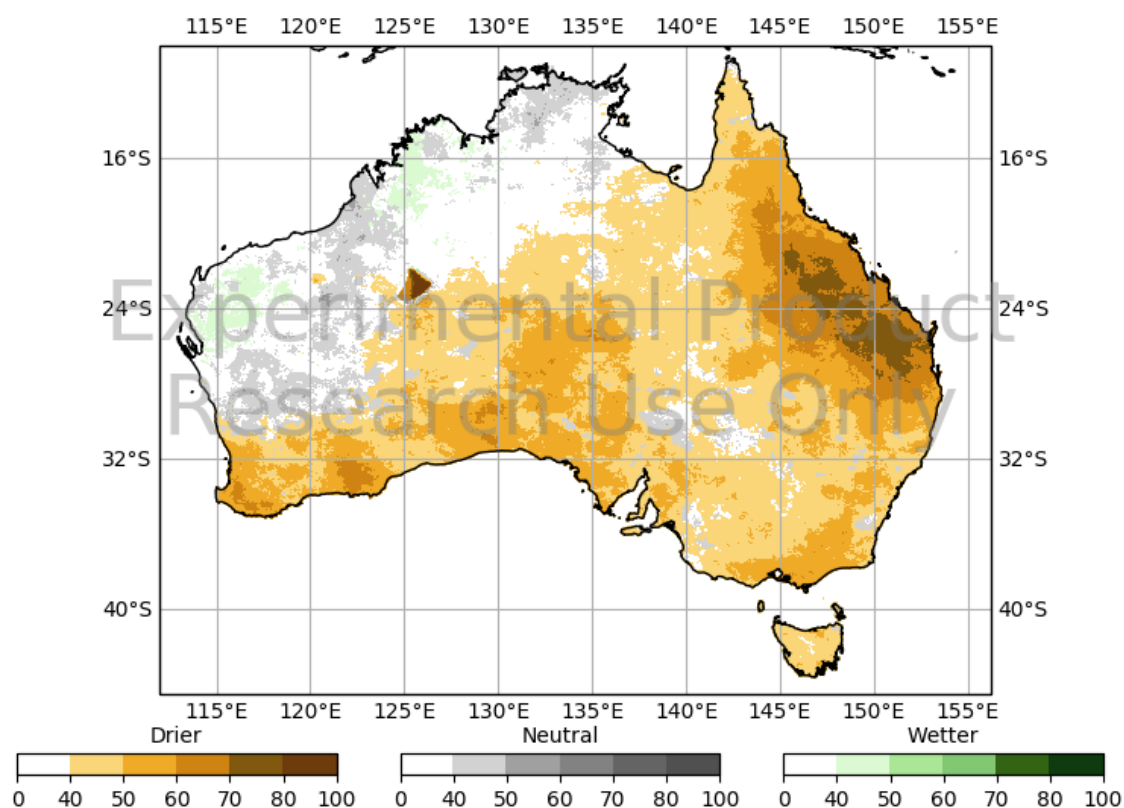 115°E 120°E 125°E 130°E 135°E 140°E 145°E 150°E 155°E
16°S 16°S
Experimental Product
24°S 24°S
Research Use Only
32°S 32°S
40°S 40°S
115°E 120°E 125°E 130°E 135°E 140°E 145°E 150°E 155°E
Drier Neutral Wetter
0 40 50 60 70 80 100 0 40 50 60 70 80 100 0 40 50 60 70 80 100